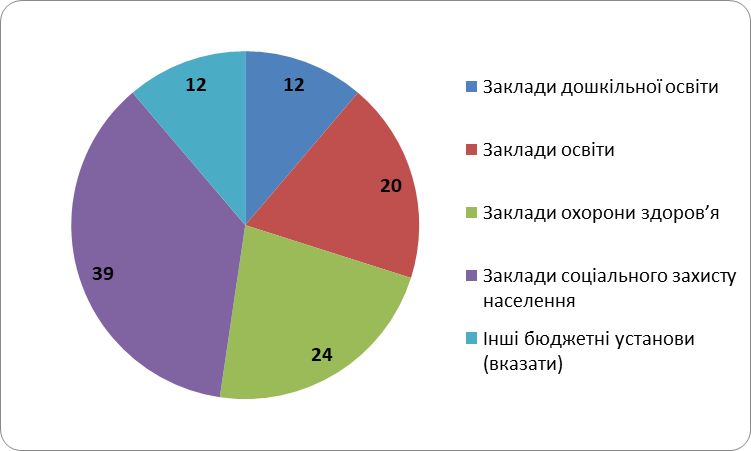 12
12
20
24
39
Заклади дошкільної освіти
Заклади освіти
Заклади охорони здоров’я
Заклади соціального захисту
населення
Інші бюджетні установи
(вказати)